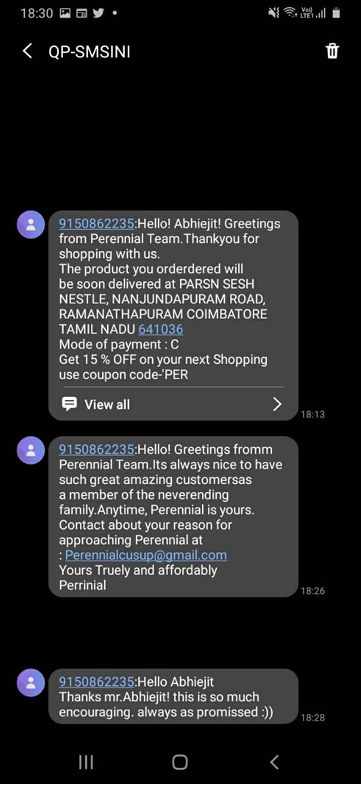 18:30
QP-SMSINI
9150862235:Hello! Abhiejit! Greetings
from Perennial Team.Thankyou for
shopping with us.
The product you orderdered will
be soon delivered at PARSN SESH
NESTLE, NANJUNDAPURAM ROAD,
RAMANATHAPURAM COIMBATORE
TAMIL NADU 641036
Mode of payment : C
Get 15 % OFF on your next Shopping
use coupon code-'PER
View all
18:13
9150862235:Hello! Greetings fromm
Perennial Team.Its always nice to have
such great amazing customersas
a member of the neverending
family.Anytime, Perennial is yours.
Contact about your reason for
approaching Perennial at
: Perennialcusup@gmail.com
Yours Truely and affordably
Perrinial
18:26
9150862235:Hello Abhiejit
Thanks mr.Abhiejit! this is so much
encouraging. always as promissed :))
18:28